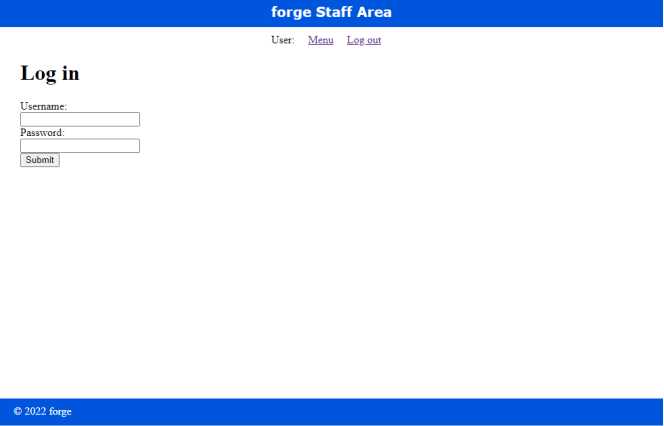 forge Staff Area
User: Menu Log out
Log in
Username:
Password:
Submit
© 2022 forge